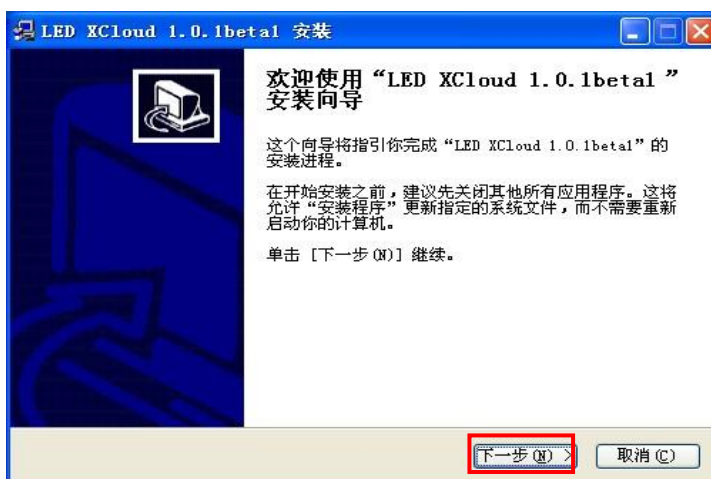 LED XCloud 1.0.1beta1 安装
欢迎使用“LED XCloud 1.0.1beta1 ”
安装向导
这个向导将指引你完成“LED XCloud 1.0.1beta1”的
安装进程。
在开始安装之前，建议先关闭其他所有应用程序。这将
允许“安装程序”更新指定的系统文件，而不需要重新
启动你的计算机。
单击 [下一步(N)] 继续。
下一步(N) >
取消(C)